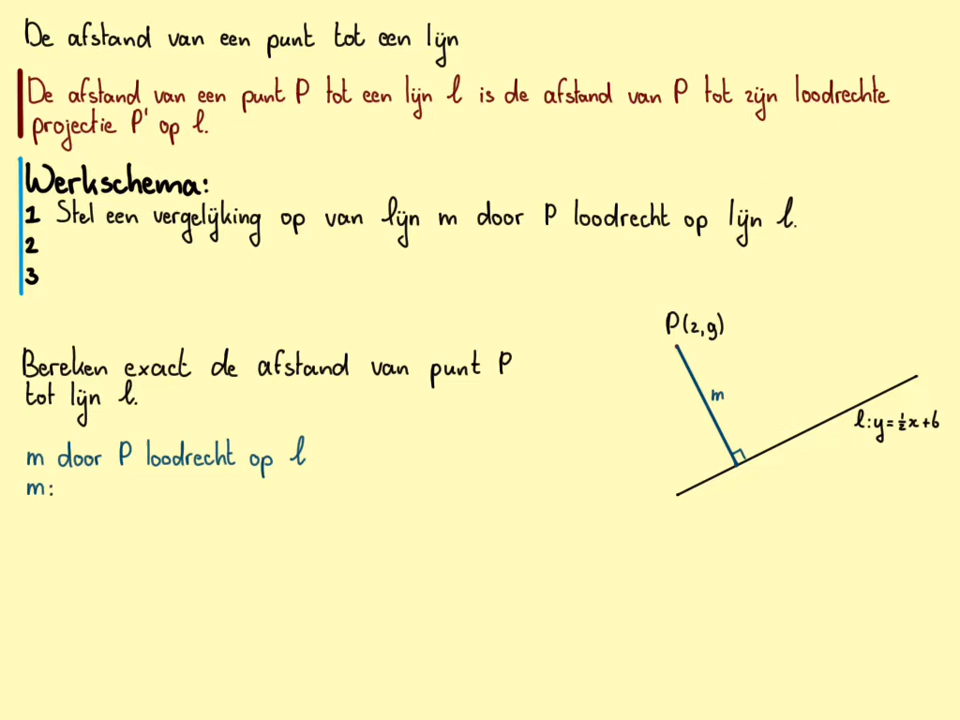 De afstand van een punt tot een lijn
De afstand van een punt P tot een lijn l is de afstand van P tot zijn loodrechte
projectie P' op l.
Werkschema:
1 Stel een vergelijking op van lijn m door P loodrecht op lijn l.
2
3
P(2,9)
Bereken exact de afstand van punt P
tot lijn l.
m
l: y = ½x + 6
m door P loodrecht op l
m: